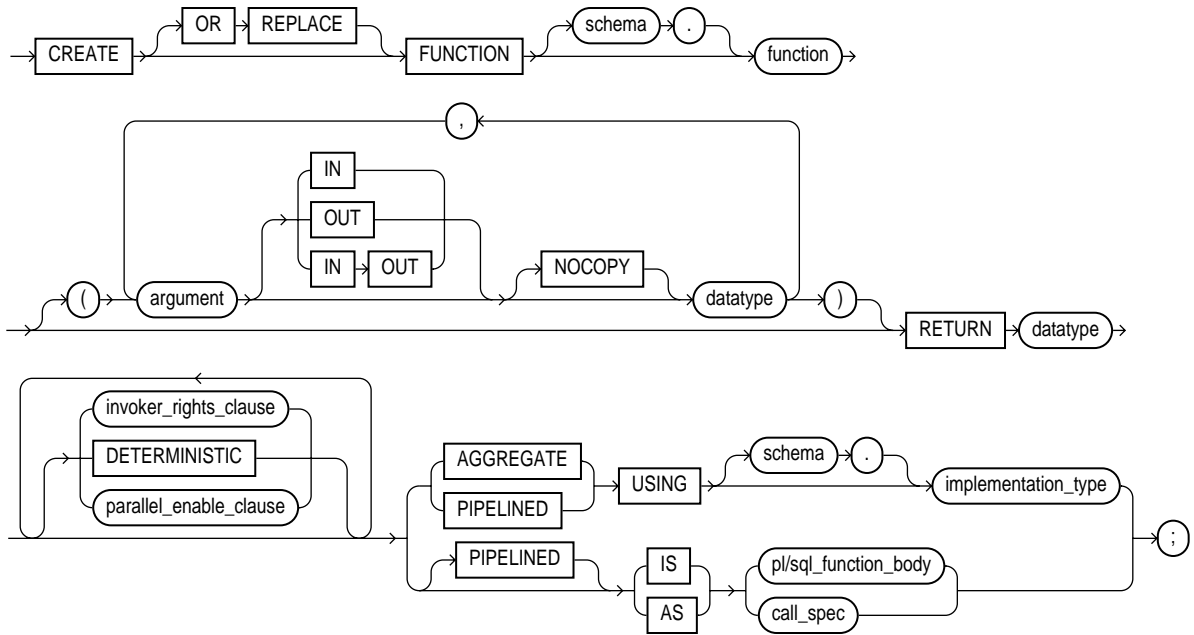 OR REPLACE schema .
CREATE FUNCTION function
,
IN
OUT
IN OUT NOCOPY
( argument datatype )
RETURN datatype
invoker_rights_clause
DETERMINISTIC
parallel_enable_clause
AGGREGATE schema .
PIPELINED USING implementation_type
PIPELINED IS pl/sql_function_body ;
AS call_spec